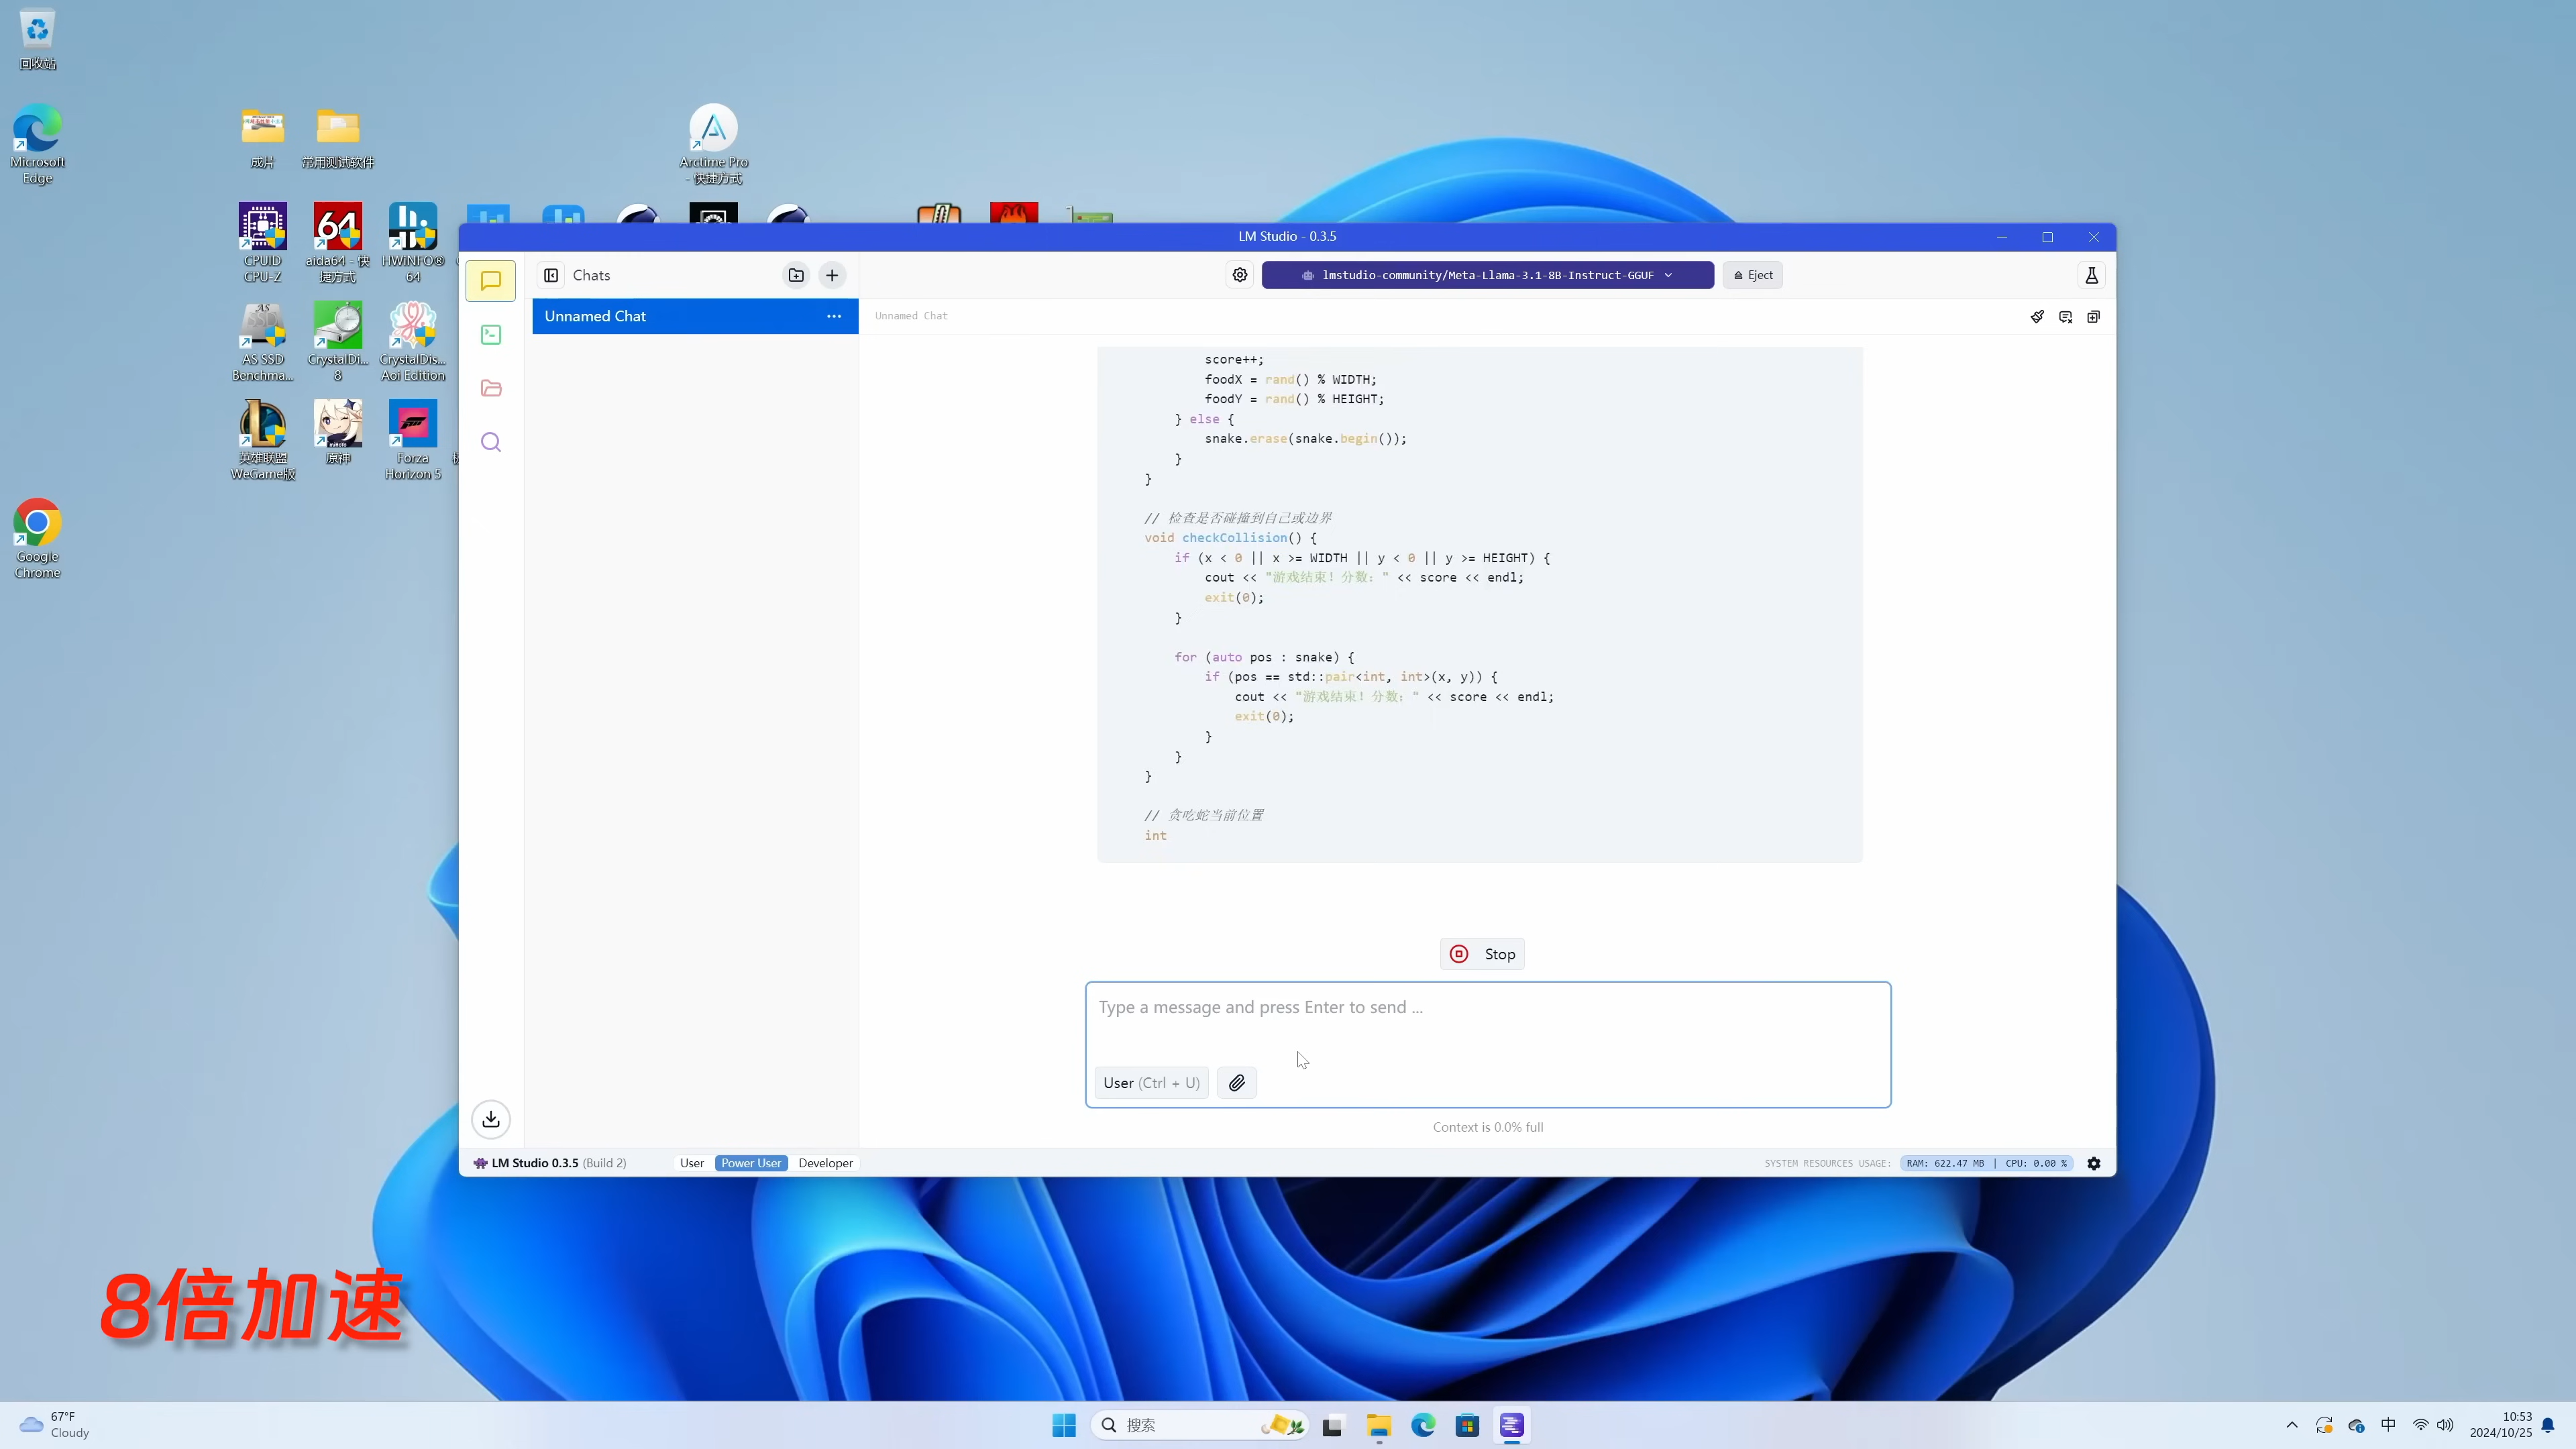 回收站
Microsoft
Edge
成片
常用测试软件
Arctime Pro
- 快捷方式
CPUID
CPU-Z
64
aida64 - 快
捷方式
HWiNFO®
64
AS
SSD
AS SSD
Benchma...
CrystalDi...
8
CrystalDis...
Aoi Edition
英雄联盟
WeGame版
原神
Forza
Horizon 5
Google
Chrome
LM Studio - 0.3.5
Chats
lmstudio-community/Meta-Llama-3.1-8B-Instruct-GGUF
Eject
Unnamed Chat
Unnamed Chat
score++;
foodX = rand() % WIDTH;
foodY = rand() % HEIGHT;
} else {
snake.erase(snake.begin());
}
}
// 检查是否碰撞到自己或边界
void checkCollision() {
if (x < 0 || x >= WIDTH || y < 0 || y >= HEIGHT) {
cout << "游戏结束！分数：" << score << endl;
exit(0);
}
for (auto pos : snake) {
if (pos == std::pair<int, int>(x, y)) {
cout << "游戏结束！分数：" << score << endl;
exit(0);
}
}
}
// 贪吃蛇当前位置
int
Stop
Type a message and press Enter to send ...
User (Ctrl + U)
Context is 0.0% full
LM Studio 0.3.5 (Build 2)
User
Power User
Developer
SYSTEM RESOURCES USAGE:
RAM: 622.47 MB | CPU: 0.00 %
8倍加速
67°F
Cloudy
搜索
中
10:53
2024/10/25